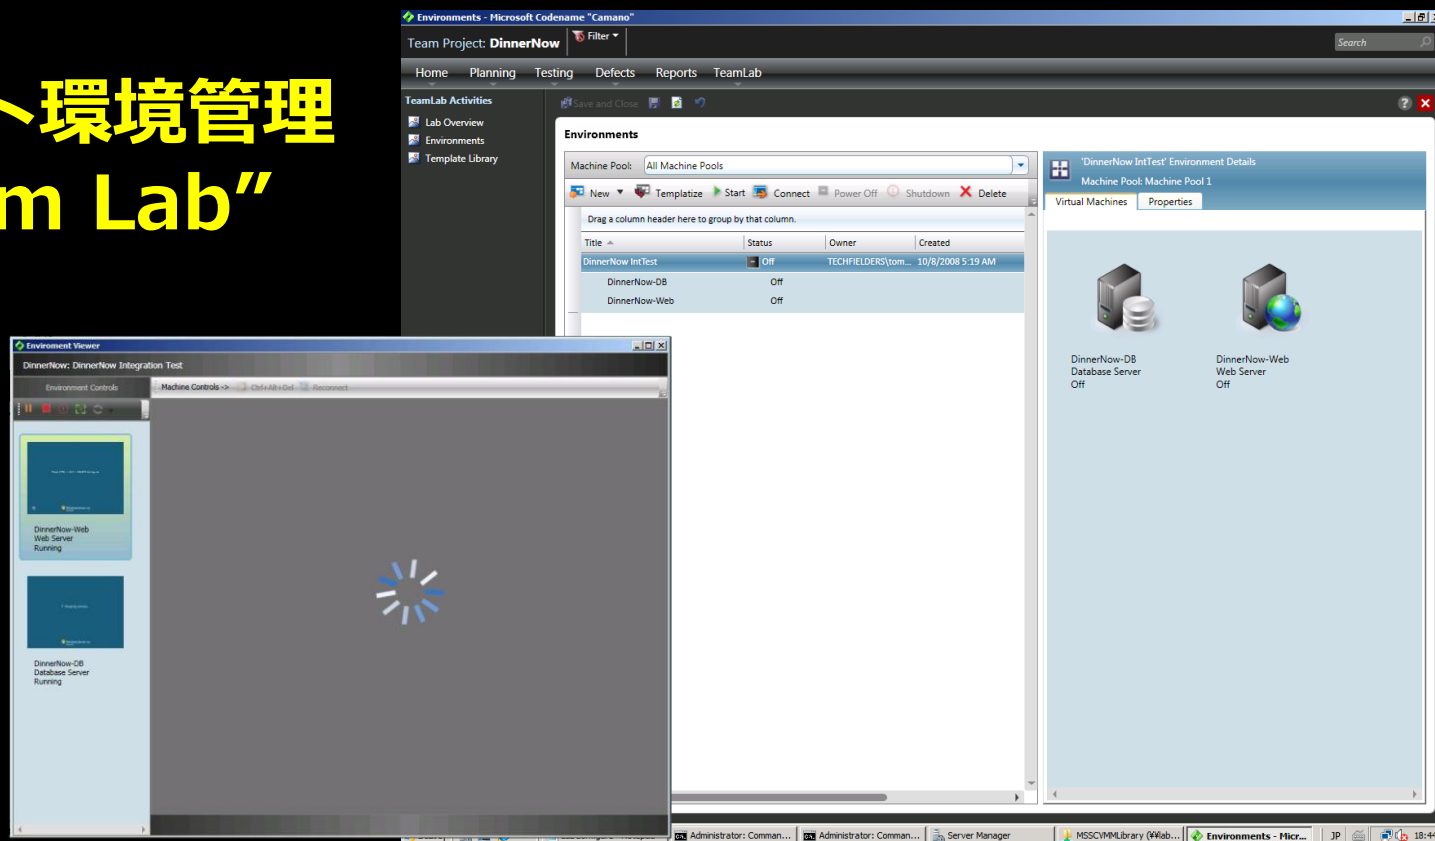 ト環境管理
m Lab”
Environments - Microsoft Codename "Camano"
Team Project: DinnerNow
Filter
Search
Home Planning Testing Defects Reports TeamLab
TeamLab Activities
Lab Overview
Environments
Template Library
Save and Close
Environments
Machine Pool: All Machine Pools
New Templatize Start Connect Power Off Shutdown Delete
Drag a column header here to group by that column.
Title Status Owner Created
DinnerNow IntTest Off TECHFIELDERS\tom... 10/8/2008 5:19 AM
DinnerNow-DB Off
DinnerNow-Web Off
'DinnerNow IntTest' Environment Details
Machine Pool: Machine Pool 1
Virtual Machines Properties
DinnerNow-DB
Database Server
Off
DinnerNow-Web
Web Server
Off
Enviroment Viewer
DinnerNow: DinnerNow Integration Test
Environment Controls
Machine Controls -> Ctrl+Alt+Del Reconnect
DinnerNow-Web
Web Server
Running
DinnerNow-DB
Database Server
Running
Administrator: Comman...
Administrator: Comman...
Server Manager
MSSCVMMLibrary (¥¥lab...
Environments - Micr...
JP
18:44